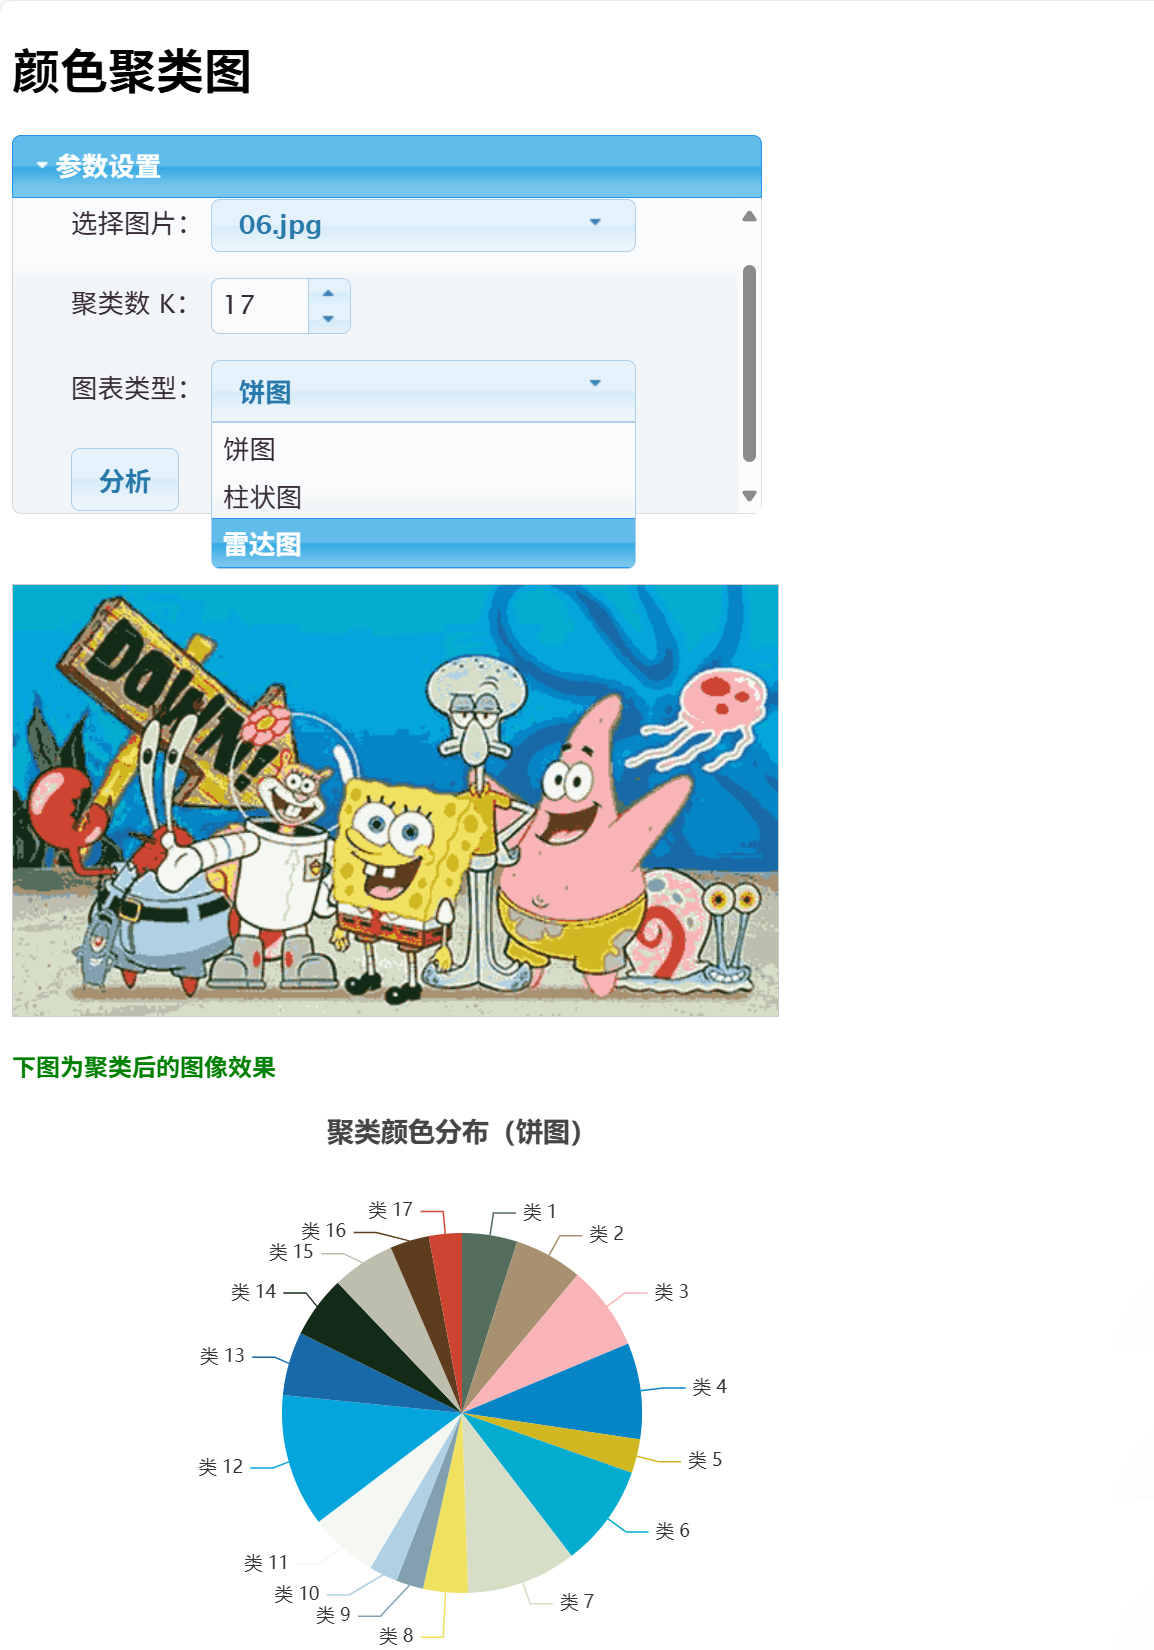 颜色聚类图
参数设置
选择图片：
06.jpg
聚类数 K：
17
图表类型：
饼图
饼图
柱状图
雷达图
分析
DOWN!
下图为聚类后的图像效果
聚类颜色分布（饼图）
类 17
类 1
类 16
类 2
类 15
类 14
类 3
类 13
类 4
类 12
类 5
类 6
类 11
类 10
类 7
类 9
类 8